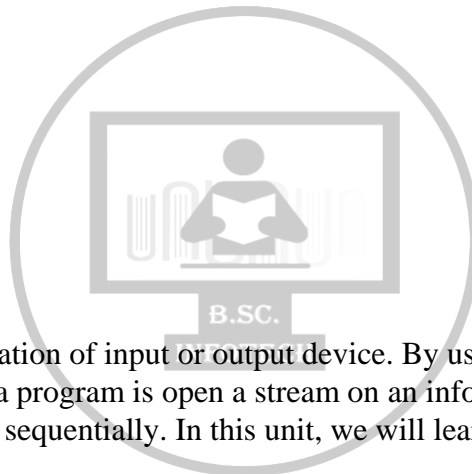 B.SC.
INFOTECH
ation of input or output device. By us
a program is open a stream on an info
sequentially. In this unit, we will lear